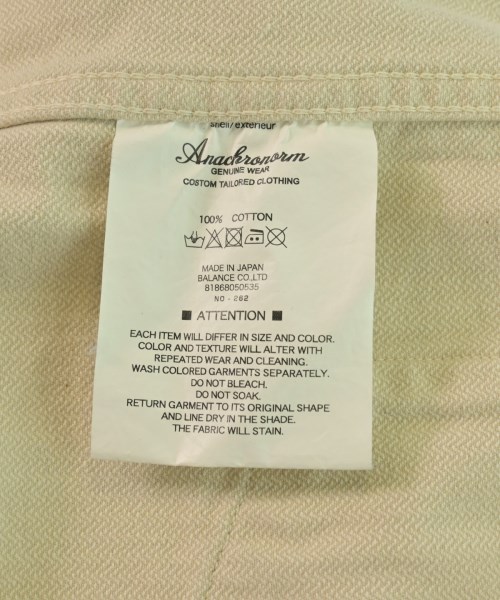 shell/exterieur
Anachronorm
GENUINE WEAR
COSTOM TAILORED CLOTHING
100% COTTON
MADE IN JAPAN
BALANCE CO.,LTD
81868050535
NO - 262
■ ATTENTION ■
EACH ITEM WILL DIFFER IN SIZE AND COLOR.
COLOR AND TEXTURE WILL ALTER WITH
REPEATED WEAR AND CLEANING.
WASH COLORED GARMENTS SEPARATELY.
DO NOT BLEACH.
DO NOT SOAK.
RETURN GARMENT TO ITS ORIGINAL SHAPE
AND LINE DRY IN THE SHADE.
THE FABRIC WILL STAIN.